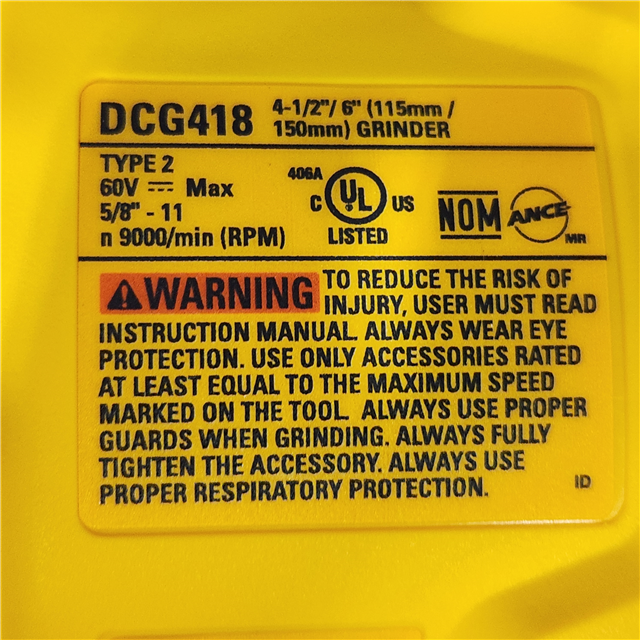 DCG418 4-1/2"/ 6" (115mm /
150mm) GRINDER
TYPE 2
60V ⎓ Max
5/8" - 11
n 9000/min (RPM)
406A
C UL US
LISTED
NOM ANCE
MR
⚠WARNING TO REDUCE THE RISK OF
INJURY, USER MUST READ
INSTRUCTION MANUAL. ALWAYS WEAR EYE
PROTECTION. USE ONLY ACCESSORIES RATED
AT LEAST EQUAL TO THE MAXIMUM SPEED
MARKED ON THE TOOL. ALWAYS USE PROPER
GUARDS WHEN GRINDING. ALWAYS FULLY
TIGHTEN THE ACCESSORY. ALWAYS USE
PROPER RESPIRATORY PROTECTION.
ID